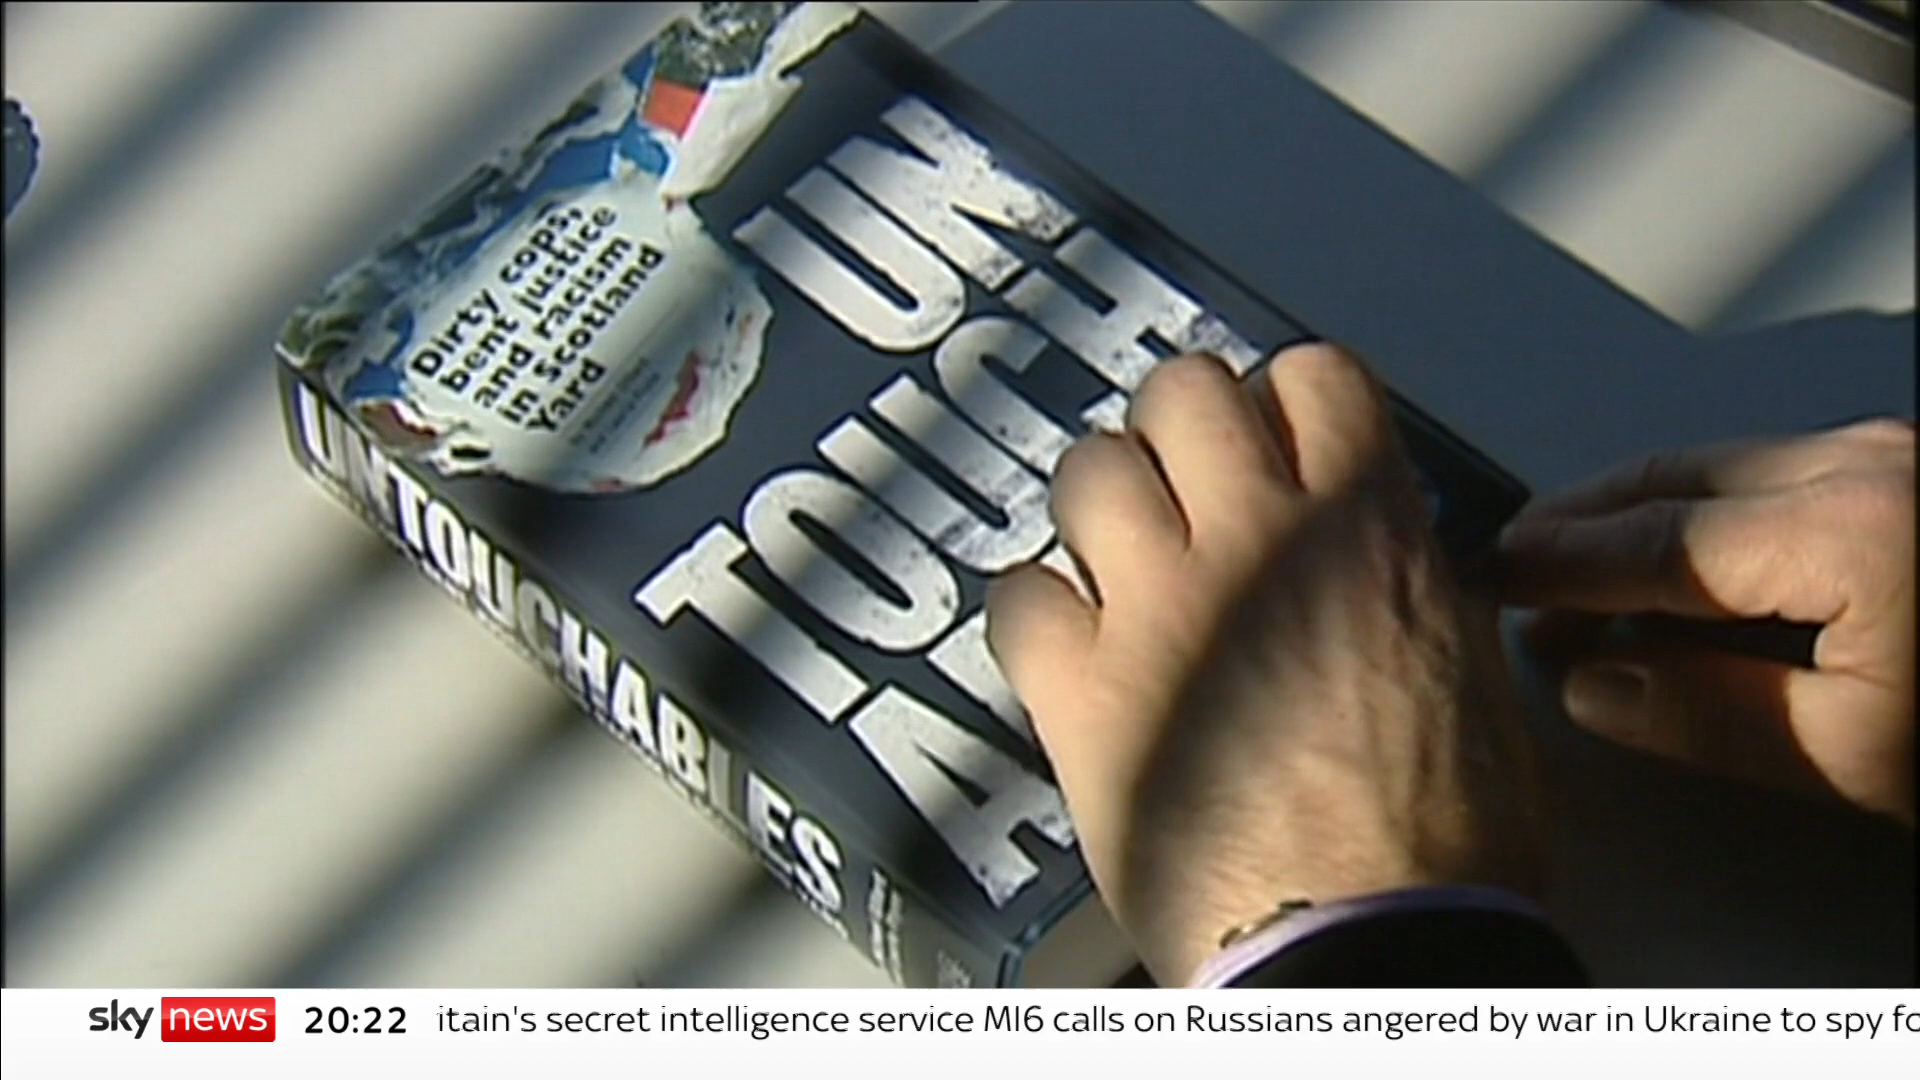 Dirty cops,
bent justice
and racism
in Scotland
Yard
UN
TOUCH
A
UNTOUCHABLES
sky news 20:22 itain's secret intelligence service MI6 calls on Russians angered by war in Ukraine to spy fo